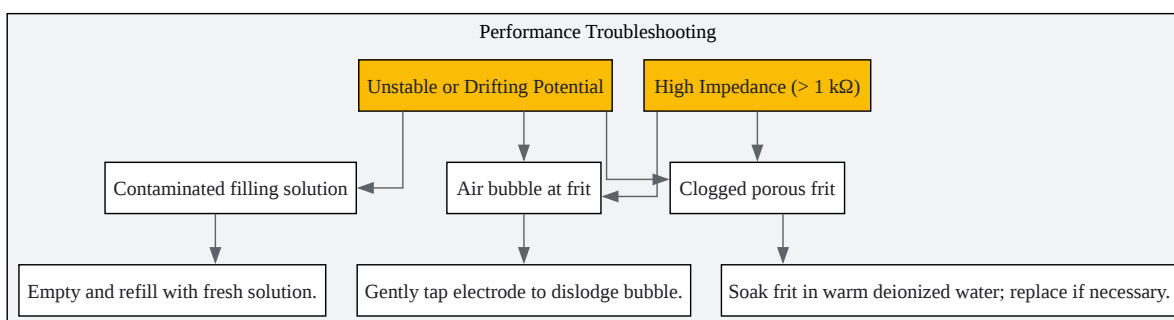 Performance Troubleshooting
Unstable or Drifting Potential
High Impedance (> 1 kΩ)
Contaminated filling solution
Air bubble at frit
Clogged porous frit
Empty and refill with fresh solution.
Gently tap electrode to dislodge bubble.
Soak frit in warm deionized water; replace if necessary.